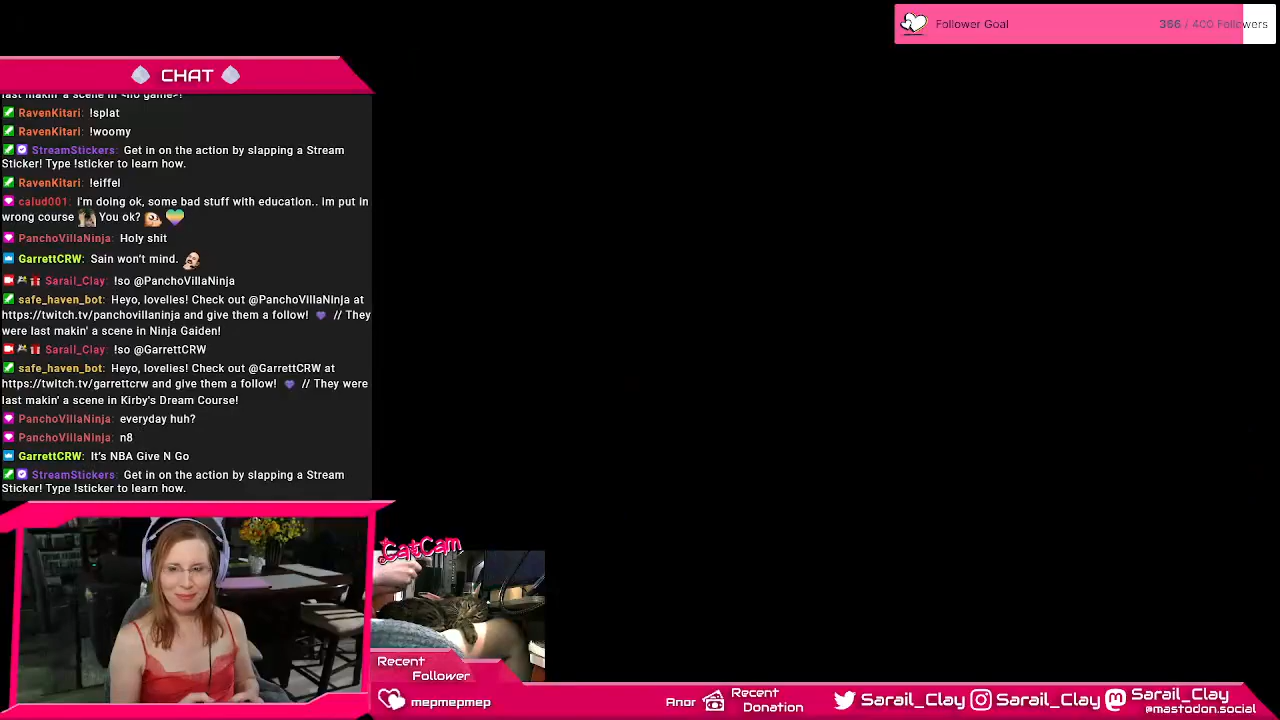 Follower Goal
366 / 400 Followers
CHAT
last makin' a scene in <no game>!
RavenKitari: !splat
RavenKitari: !woomy
StreamStickers: Get in on the action by slapping a Stream
Sticker! Type !sticker to learn how.
RavenKitari: !eiffel
calud001: i'm doing ok, some bad stuff with education.. im put in
wrong course You ok?
PanchoVillaNinja: Holy shit
GarrettCRW: Sain won't mind.
Sarail_Clay: !so @PanchoVillaNinja
safe_haven_bot: Heyo, lovelies! Check out @PanchoVillaNinja at
https://twitch.tv/panchovillaninja and give them a follow! // They
were last makin' a scene in Ninja Gaiden!
Sarail_Clay: !so @GarrettCRW
safe_haven_bot: Heyo, lovelies! Check out @GarrettCRW at
https://twitch.tv/garrettcrw and give them a follow! // They were
last makin' a scene in Kirby's Dream Course!
PanchoVillaNinja: everyday huh?
PanchoVillaNinja: n8
GarrettCRW: It's NBA Give N Go
StreamStickers: Get in on the action by slapping a Stream
Sticker! Type !sticker to learn how.
CatCam
Recent
Follower
mepmepmep
Anor
Recent
Donation
Sarail_Clay
Sarail_Clay
Sarail_Clay
@mastodon.social